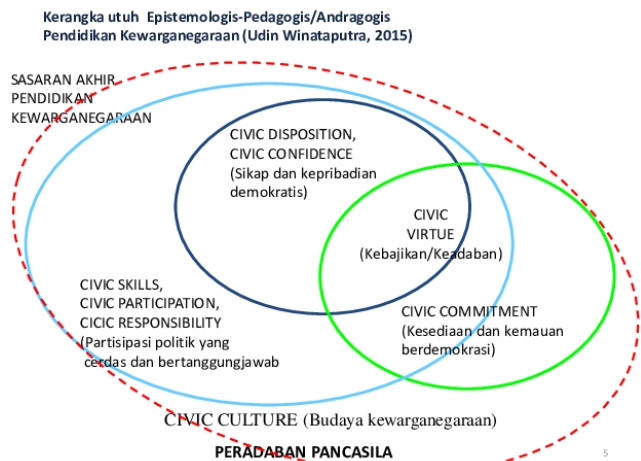 Kerangka utuh Epistemologis-Pedagogis/Andragogis
Pendidikan Kewarganegaraan (Udin Winataputra, 2015)
SASARAN AKHIR
PENDIDIKAN
KEWARGANEGARAAN
CIVIC DISPOSITION,
CIVIC CONFIDENCE
(Sikap dan kepribadian
demokratis)
CIVIC
VIRTUE
(Kebajikan/Keadaban)
CIVIC SKILLS,
CIVIC PARTICIPATION,
CICIC RESPONSIBILITY
(Partisipasi politik yang
cerdas dan bertanggungjawab
CIVIC COMMITMENT
(Kesediaan dan kemauan
berdemokrasi)
CIVIC CULTURE (Budaya kewarganegaraan)
PERADABAN PANCASILA
5